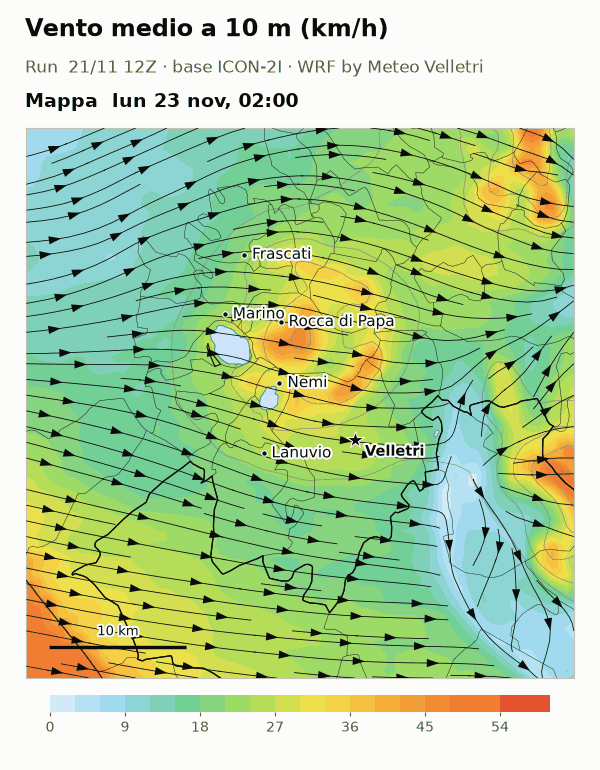 Vento medio a 10 m (km/h)
Run 21/11 12Z · base ICON-2I · WRF by Meteo Velletri
Mappa lun 23 nov, 02:00
Frascati
Marino
Rocca di Papa
Nemi
Velletri
Lanuvio
10 km
0 9 18 27 36 45 54